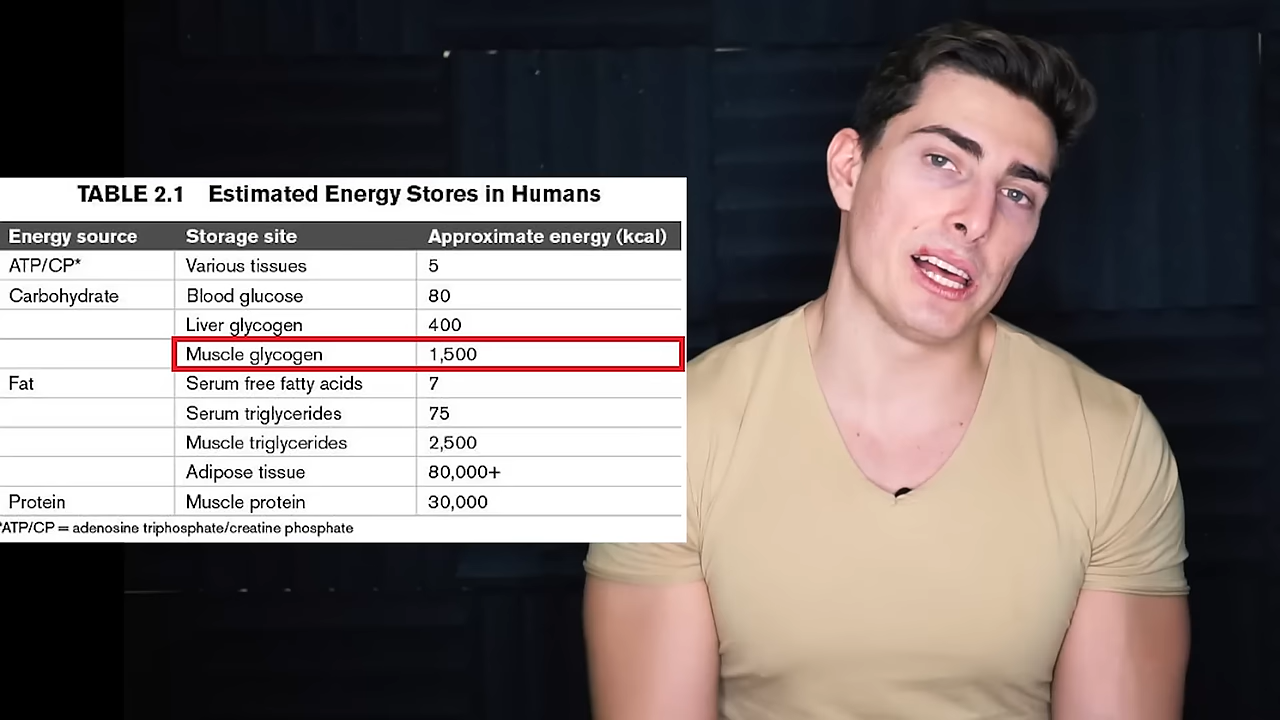 TABLE 2.1 Estimated Energy Stores in Humans
Energy source Storage site Approximate energy (kcal)
ATP/CP* Various tissues 5
Carbohydrate Blood glucose 80
Liver glycogen 400
Muscle glycogen 1,500
Fat Serum free fatty acids 7
Serum triglycerides 75
Muscle triglycerides 2,500
Adipose tissue 80,000+
Protein Muscle protein 30,000
*ATP/CP = adenosine triphosphate/creatine phosphate